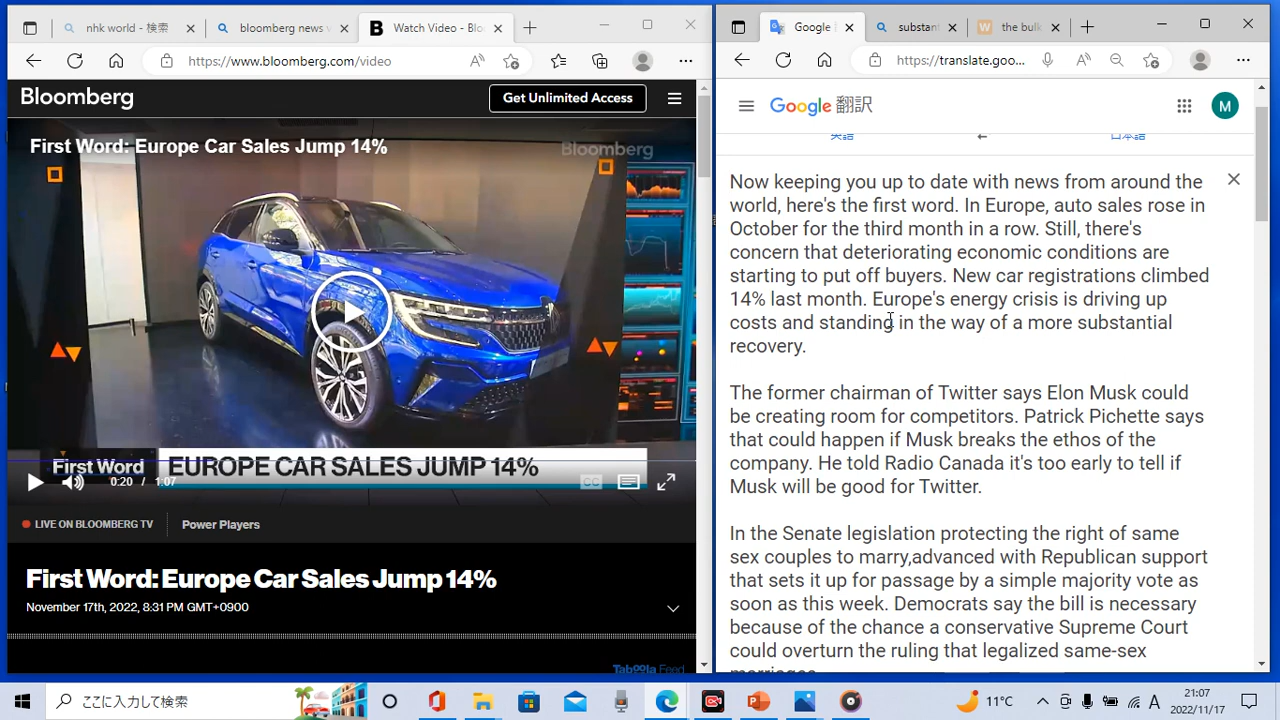 nhk world - 検索
bloomberg news v
Watch Video - Blo
https://www.bloomberg.com/video
Bloomberg
Get Unlimited Access
First Word: Europe Car Sales Jump 14%
Bloomberg
First Word
EUROPE CAR SALES JUMP 14%
0:20 / 1:07
CC
LIVE ON BLOOMBERG TV
Power Players
First Word: Europe Car Sales Jump 14%
November 17th, 2022, 8:31 PM GMT+0900
Taboola Feed
Google
substan
the bulk
https://translate.goo...
Google 翻訳
M
英語
日本語
Now keeping you up to date with news from around the
world, here's the first word. In Europe, auto sales rose in
October for the third month in a row. Still, there's
concern that deteriorating economic conditions are
starting to put off buyers. New car registrations climbed
14% last month. Europe's energy crisis is driving up
costs and standing in the way of a more substantial
recovery.
The former chairman of Twitter says Elon Musk could
be creating room for competitors. Patrick Pichette says
that could happen if Musk breaks the ethos of the
company. He told Radio Canada it's too early to tell if
Musk will be good for Twitter.
In the Senate legislation protecting the right of same
sex couples to marry,advanced with Republican support
that sets it up for passage by a simple majority vote as
soon as this week. Democrats say the bill is necessary
because of the chance a conservative Supreme Court
could overturn the ruling that legalized same-sex
marriages
ここに入力して検索
11°C
A
21:07
2022/11/17